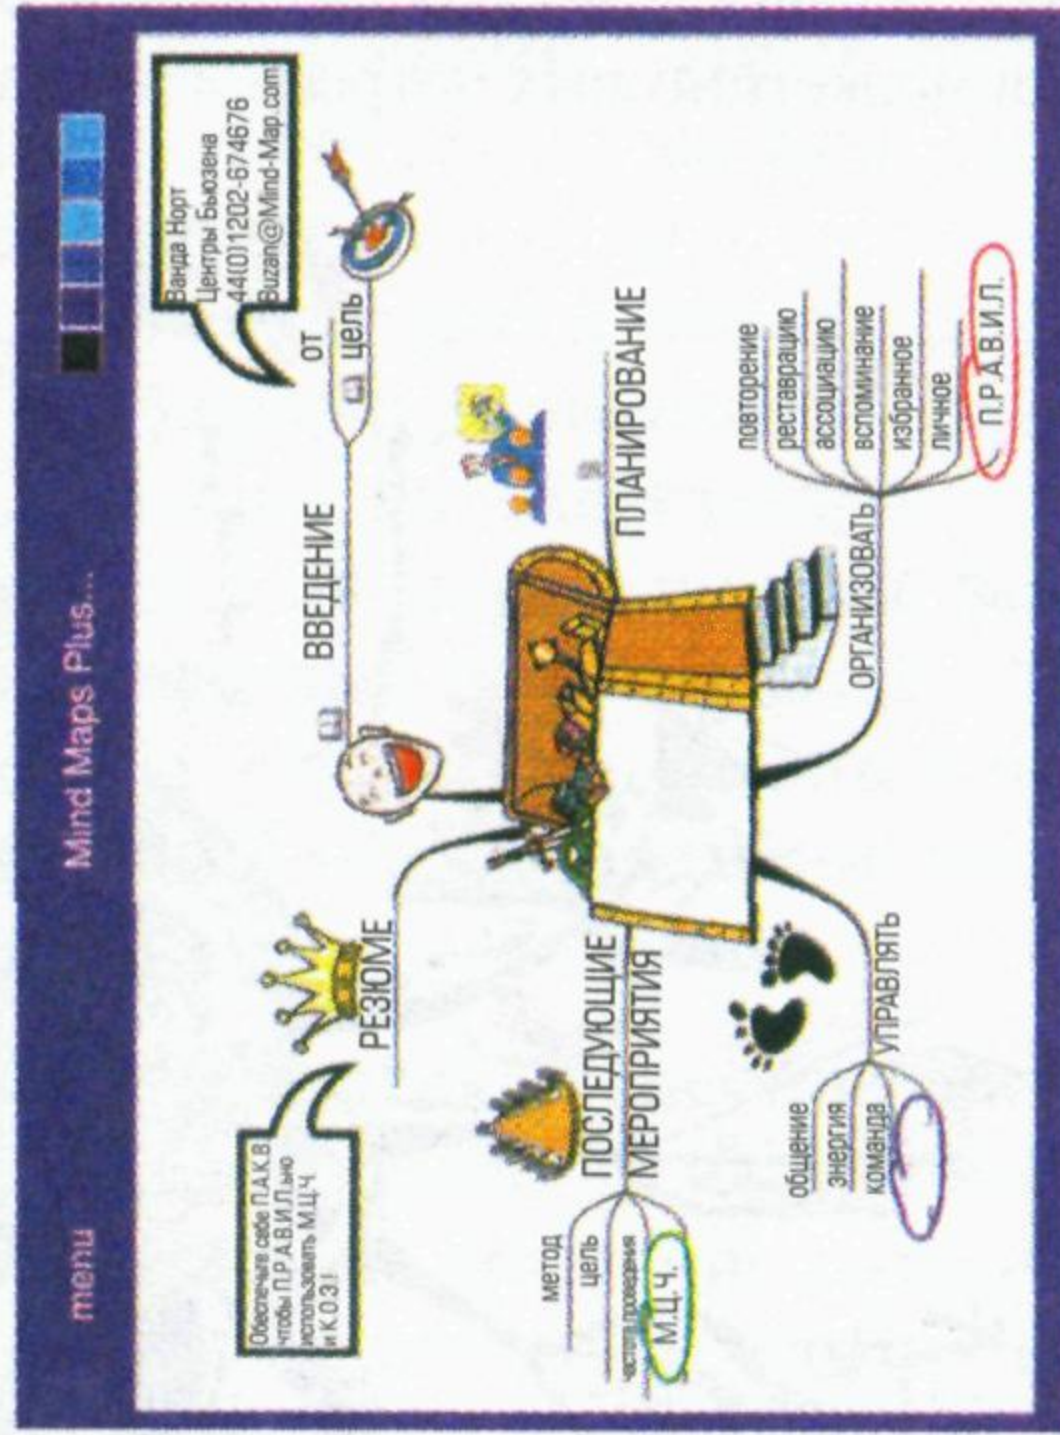 menu
Mind Maps Plus...
Ванда Норт
Центры Бьюзена
44(0)1202-674676
Buzan@Mind-Map.com
Обеспечьте себе П.А.К.В
чтобы П.Р.А.В.И.Л.ьно
использовать М.Ц.Ч
и К.О.Э.!
РЕЗЮМЕ
ВВЕДЕНИЕ
ОТ
ЦЕЛЬ
ПЛАНИРОВАНИЕ
ОРГАНИЗОВАТЬ
повторение
реставрацию
ассоциацию
вспоминание
избранное
личное
П.Р.А.В.И.Л.
УПРАВЛЯТЬ
общение
энергия
команда
ПОСЛЕДУЮЩИЕ
МЕРОПРИЯТИЯ
метод
цель
частота проведения
М.Ц.Ч.